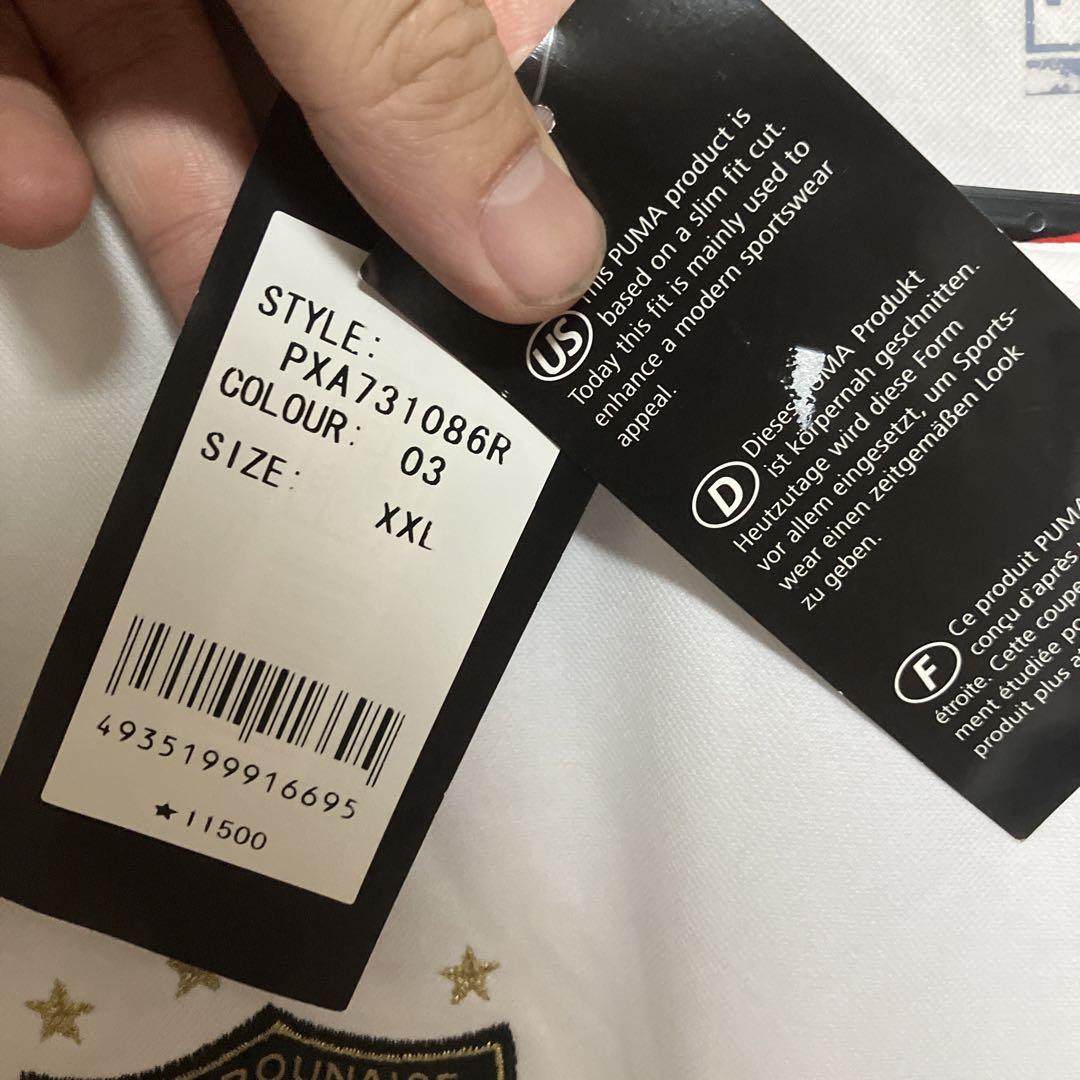 STYLE:
PXA731086R
COLOUR: 03
SIZE:
XXL
4935199916695
★11500
US
This PUMA product is
based on a slim fit cut.
Today this fit is mainly used to
enhance a modern sportswear
appeal.
D
Dieses PUMA Produkt
ist körpernah geschnitten.
Heutzutage wird diese Form
vor allem eingesetzt, um Sports-
wear einen zeitgemäßen Look
zu geben.
F
Ce produit PUMA
conçu d'après
étroite. Cette coupe
ment étudiée
produit plus